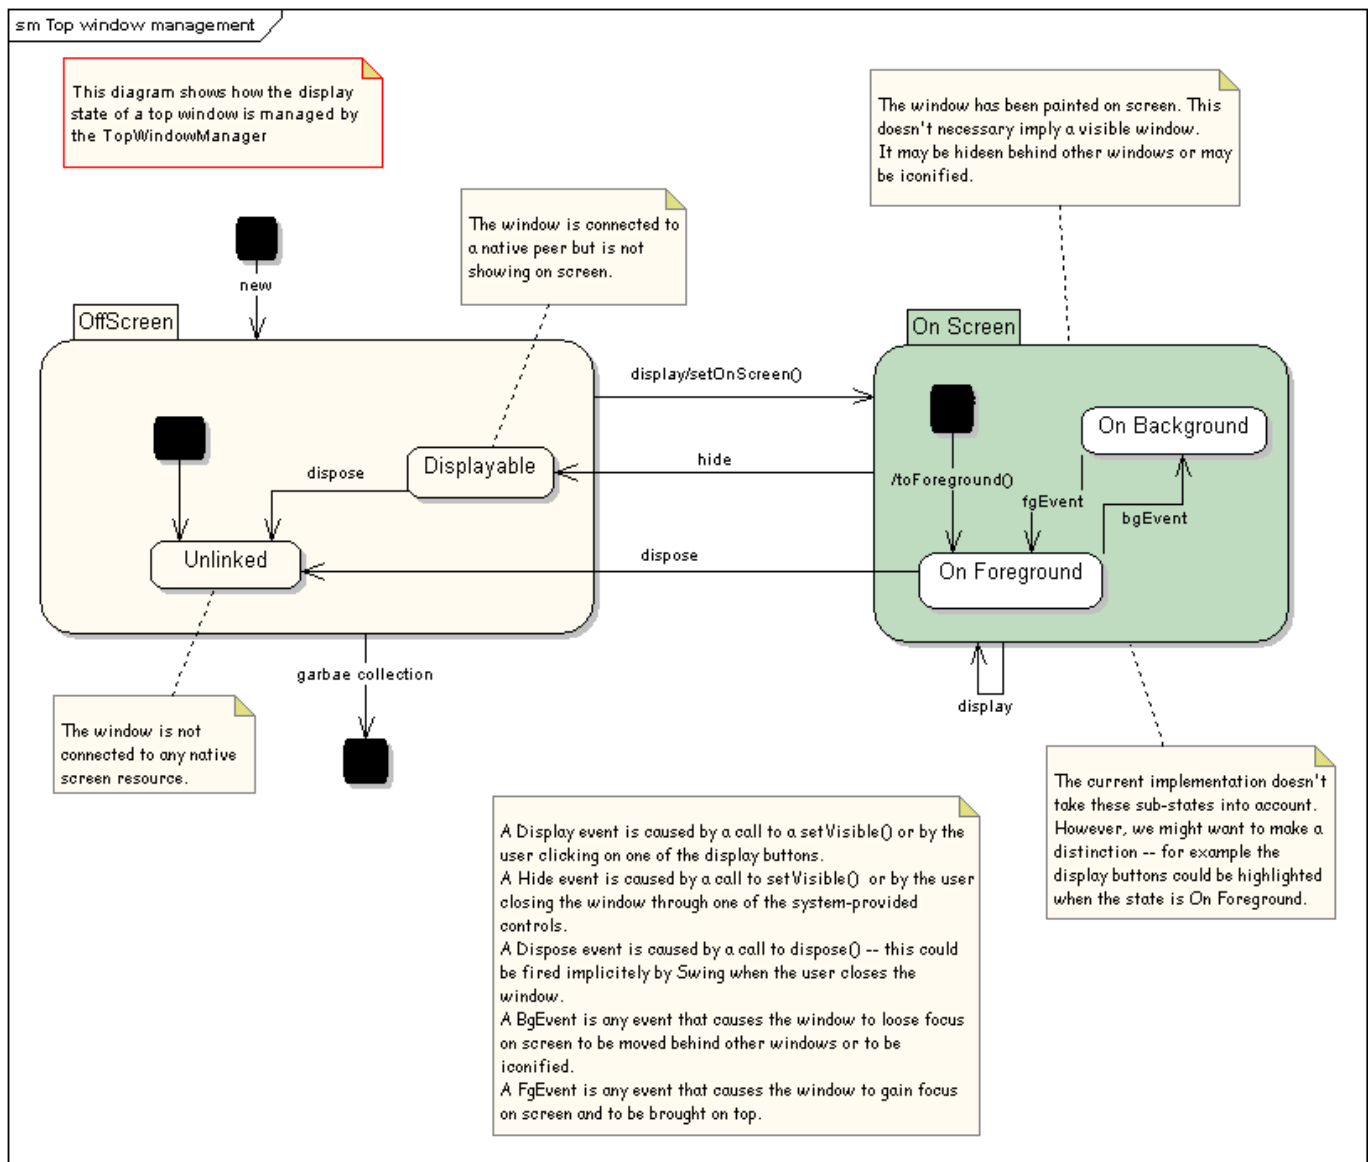 sm Top window management
This diagram shows how the display
state of a top window is managed by
the TopWindowManager
The window has been painted on screen. This
doesn't necessary imply a visible window.
It may be hideen behind other windows or may
be iconified.
The window is connected to
a native peer but is not
showing on screen.
new
OffScreen
On Screen
display/setOnScreen()
On Background
Displayable
hide
dispose
/toForeground()
fgEvent
bgEvent
Unlinked
dispose
On Foreground
garbae collection
display
The window is not
connected to any native
screen resource.
The current implementation doesn't
take these sub-states into account.
However, we might want to make a
distinction -- for example the
display buttons could be highlighted
when the state is On Foreground.
A Display event is caused by a call to a setVisible() or by the
user clicking on one of the display buttons.
A Hide event is caused by a call to setVisible() or by the user
closing the window through one of the system-provided
controls.
A Dispose event is caused by a call to dispose() -- this could
be fired implicitely by Swing when the user closes the
window.
A BgEvent is any event that causes the window to loose focus
on screen to be moved behind other windows or to be
iconified.
A FgEvent is any event that causes the window to gain focus
on screen and to be brought on top.